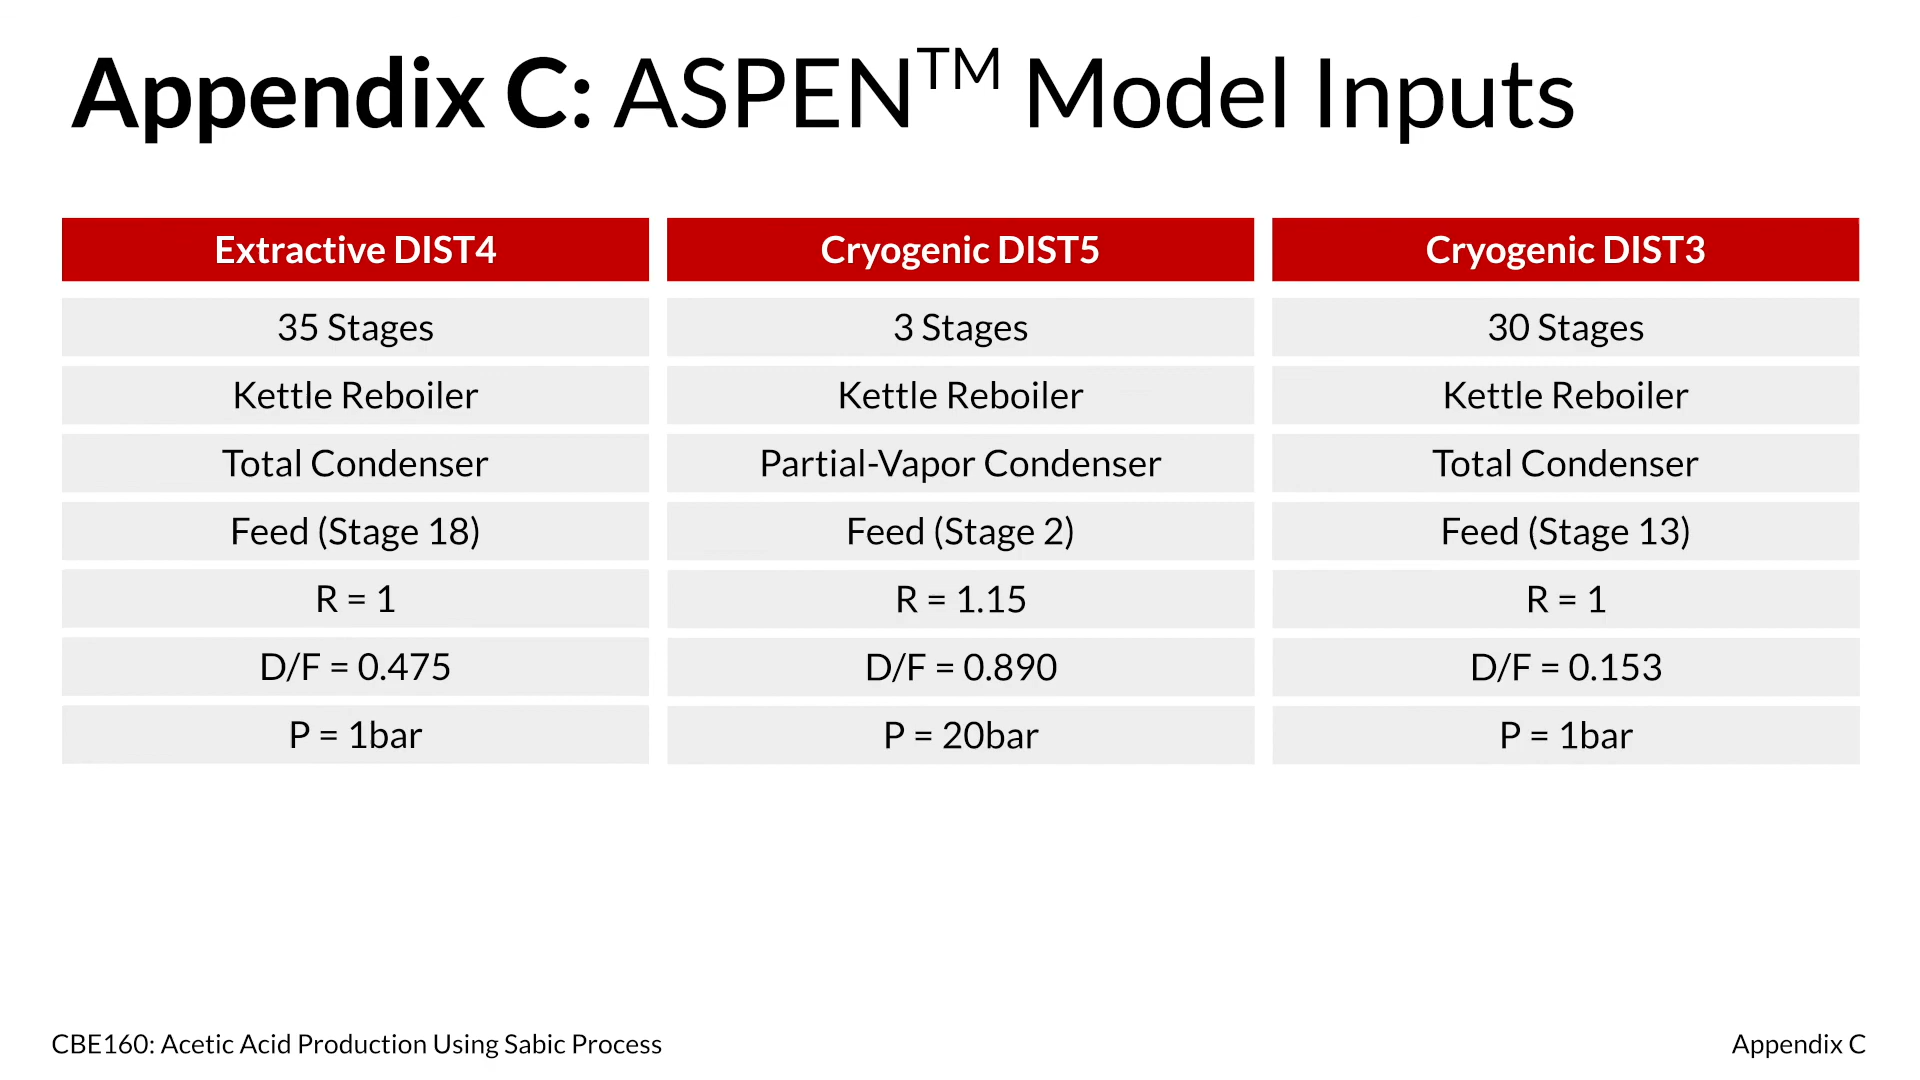 Appendix C: ASPEN™ Model Inputs
Extractive DIST4
35 Stages
Kettle Reboiler
Total Condenser
Feed (Stage 18)
R = 1
D/F = 0.475
P = 1bar
Cryogenic DIST5
3 Stages
Kettle Reboiler
Partial-Vapor Condenser
Feed (Stage 2)
R = 1.15
D/F = 0.890
P = 20bar
Cryogenic DIST3
30 Stages
Kettle Reboiler
Total Condenser
Feed (Stage 13)
R = 1
D/F = 0.153
P = 1bar
CBE160: Acetic Acid Production Using Sabic Process
Appendix C